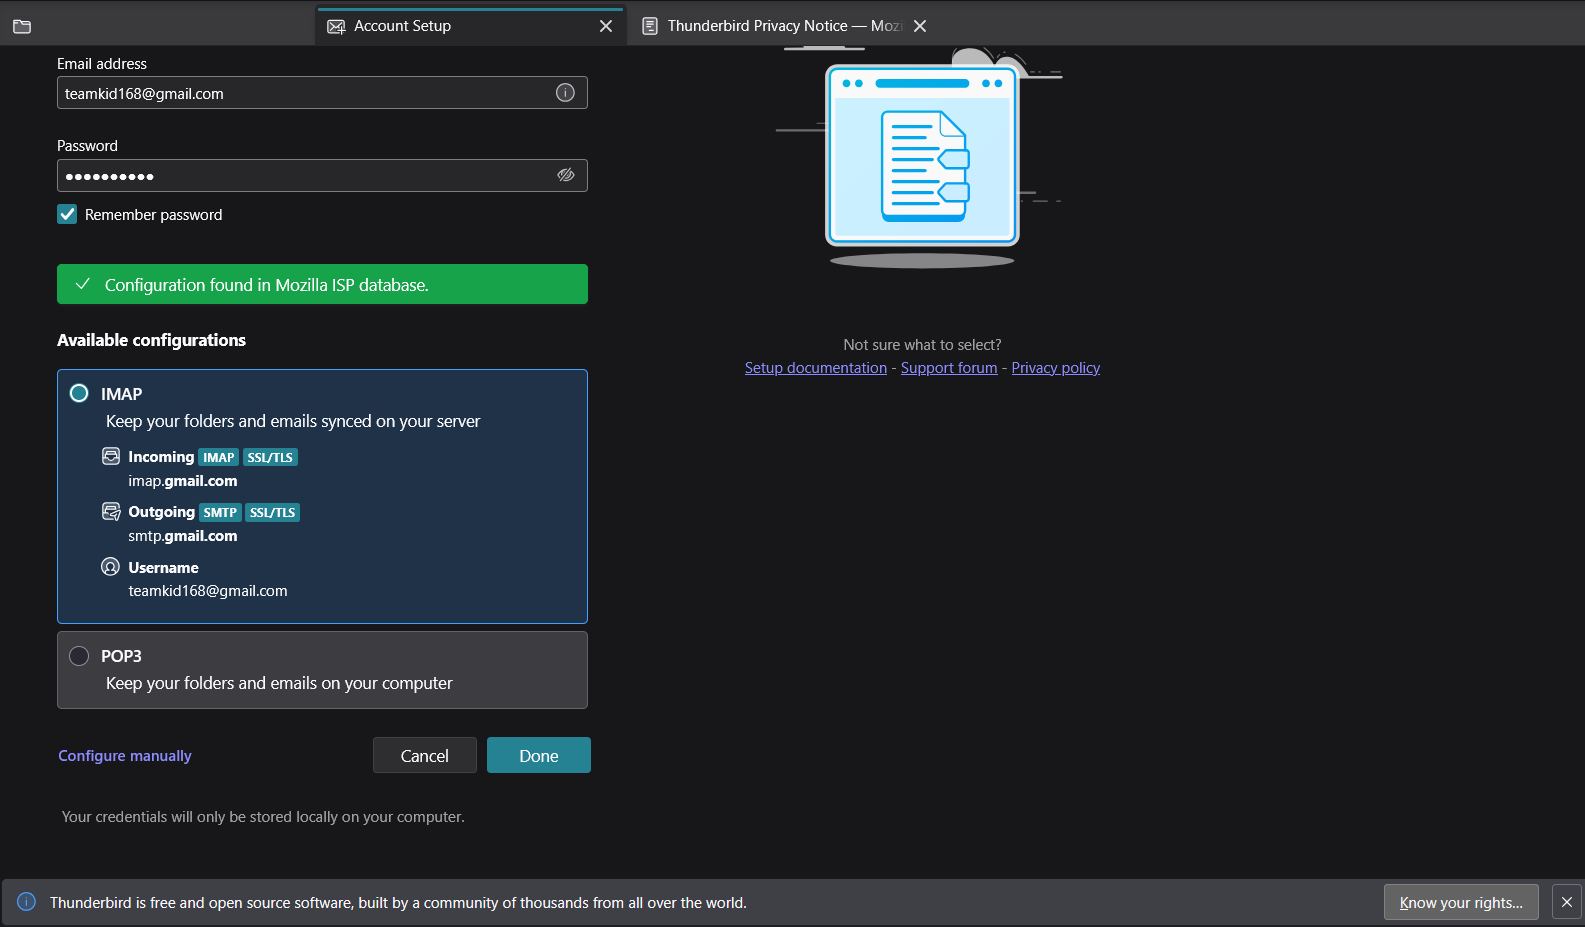 Account Setup
Thunderbird Privacy Notice — Mozi
Email address
teamkid168@gmail.com
Password
Remember password
Configuration found in Mozilla ISP database.
Available configurations
IMAP
Keep your folders and emails synced on your server
Incoming IMAP SSL/TLS
imap.gmail.com
Outgoing SMTP SSL/TLS
smtp.gmail.com
Username
teamkid168@gmail.com
POP3
Keep your folders and emails on your computer
Configure manually
Cancel
Done
Your credentials will only be stored locally on your computer.
Not sure what to select?
Setup documentation - Support forum - Privacy policy
Thunderbird is free and open source software, built by a community of thousands from all over the world.
Know your rights...